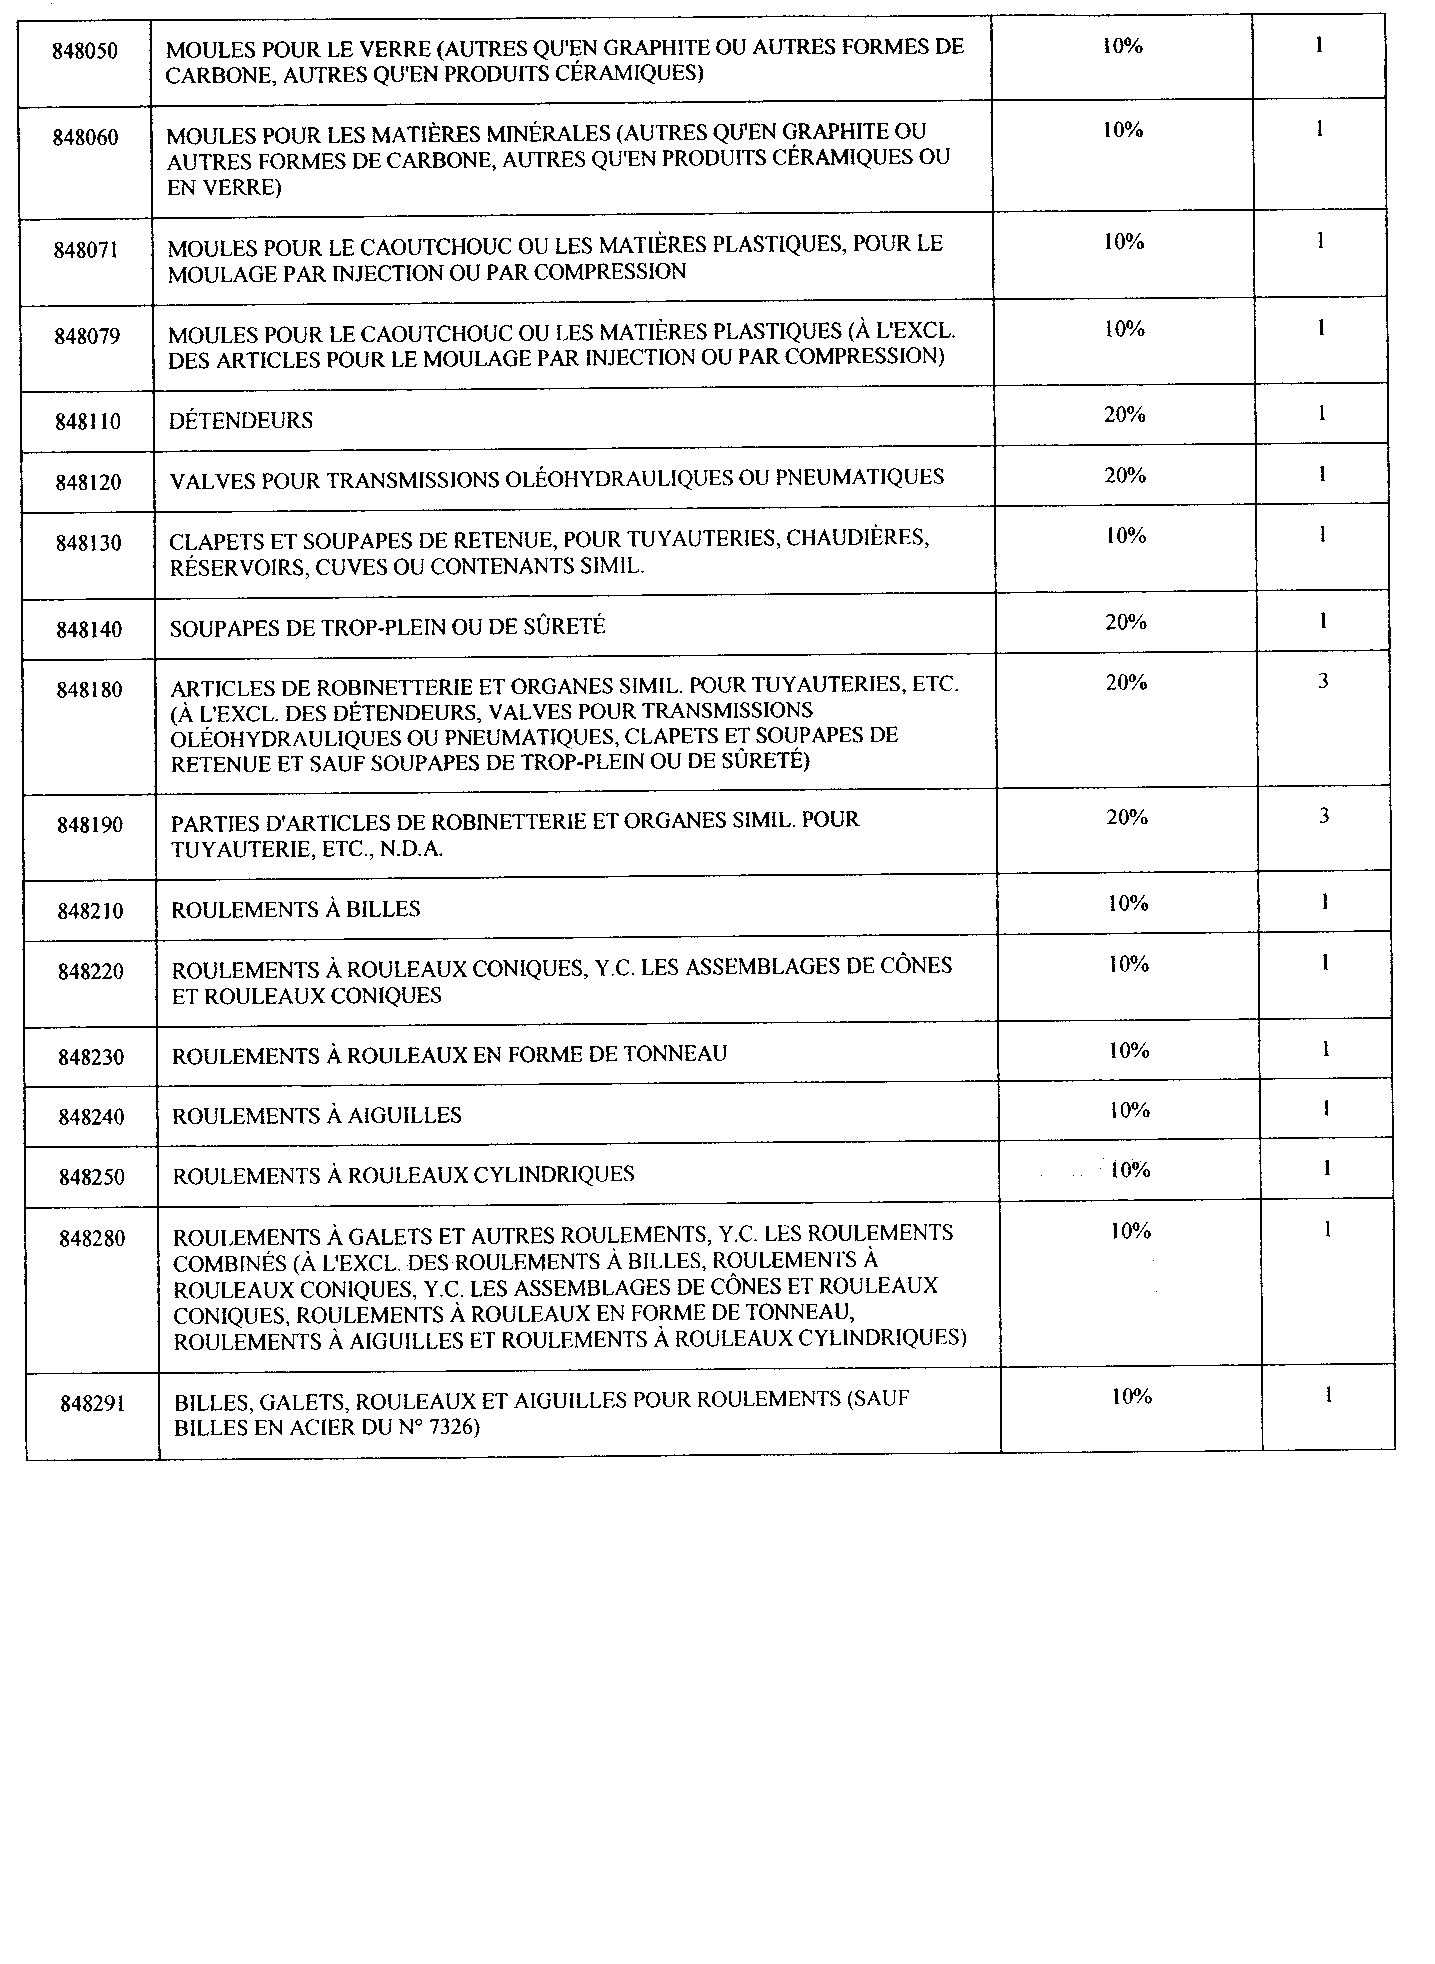 848050 MOULES POUR LE VERRE (AUTRES QU'EN GRAPHITE OU AUTRES FORMES DE 10% 1
CARBONE, AUTRES QU'EN PRODUITS CÉRAMIQUES)
848060 MOULES POUR LES MATIÈRES MINÉRALES (AUTRES QU'EN GRAPHITE OU 10% 1
AUTRES FORMES DE CARBONE, AUTRES QU'EN PRODUITS CÉRAMIQUES OU
EN VERRE)
848071 MOULES POUR LE CAOUTCHOUC OU LES MATIÈRES PLASTIQUES, POUR LE 10% 1
MOULAGE PAR INJECTION OU PAR COMPRESSION
848079 MOULES POUR LE CAOUTCHOUC OU LES MATIÈRES PLASTIQUES (À L'EXCL. 10% 1
DES ARTICLES POUR LE MOULAGE PAR INJECTION OU PAR COMPRESSION)
848110 DÉTENDEURS 20% 1
848120 VALVES POUR TRANSMISSIONS OLÉOHYDRAULIQUES OU PNEUMATIQUES 20% 1
848130 CLAPETS ET SOUPAPES DE RETENUE, POUR TUYAUTERIES, CHAUDIÈRES, 10% 1
RÉSERVOIRS, CUVES OU CONTENANTS SIMIL.
848140 SOUPAPES DE TROP-PLEIN OU DE SÛRETÉ 20% 1
848180 ARTICLES DE ROBINETTERIE ET ORGANES SIMIL. POUR TUYAUTERIES, ETC. 20% 3
(À L'EXCL. DES DÉTENDEURS, VALVES POUR TRANSMISSIONS
OLÉOHYDRAULIQUES OU PNEUMATIQUES, CLAPETS ET SOUPAPES DE
RETENUE ET SAUF SOUPAPES DE TROP-PLEIN OU DE SÛRETÉ)
848190 PARTIES D'ARTICLES DE ROBINETTERIE ET ORGANES SIMIL. POUR 20% 3
TUYAUTERIE, ETC., N.D.A.
848210 ROULEMENTS À BILLES 10% 1
848220 ROULEMENTS À ROULEAUX CONIQUES, Y.C. LES ASSEMBLAGES DE CÔNES 10% 1
ET ROULEAUX CONIQUES
848230 ROULEMENTS À ROULEAUX EN FORME DE TONNEAU 10% 1
848240 ROULEMENTS À AIGUILLES 10% 1
848250 ROULEMENTS À ROULEAUX CYLINDRIQUES 10% 1
848280 ROULEMENTS À GALETS ET AUTRES ROULEMENTS, Y.C. LES ROULEMENTS 10% 1
COMBINÉS (À L'EXCL. DES ROULEMENTS À BILLES, ROULEMENTS À
ROULEAUX CONIQUES, Y.C. LES ASSEMBLAGES DE CÔNES ET ROULEAUX
CONIQUES, ROULEMENTS À ROULEAUX EN FORME DE TONNEAU,
ROULEMENTS À AIGUILLES ET ROULEMENTS À ROULEAUX CYLINDRIQUES)
848291 BILLES, GALETS, ROULEAUX ET AIGUILLES POUR ROULEMENTS (SAUF 10% 1
BILLES EN ACIER DU N° 7326)